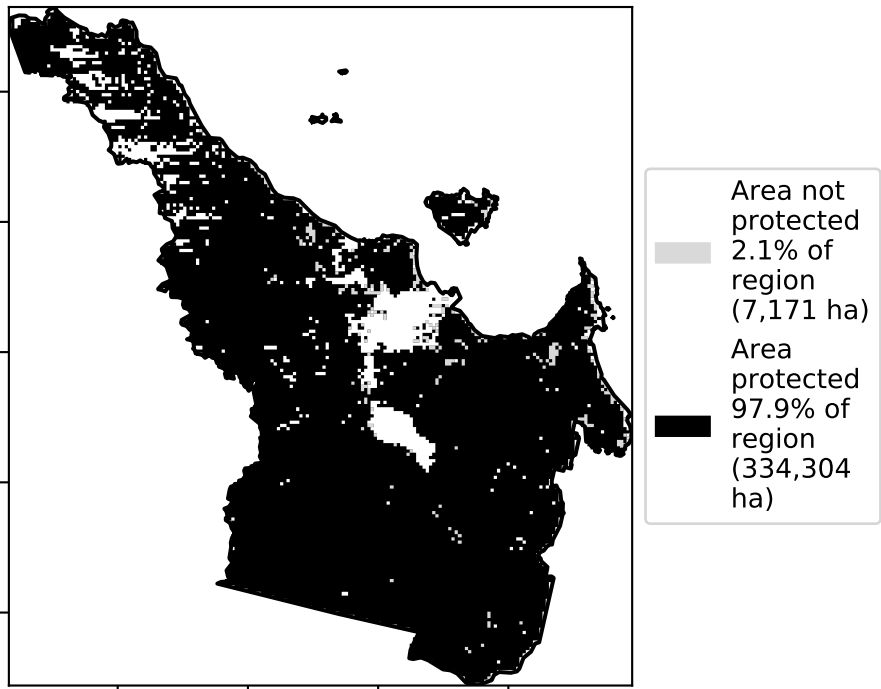 Area not
protected
2.1% of
region
(7,171 ha)
Area
protected
97.9% of
region
(334,304
ha)